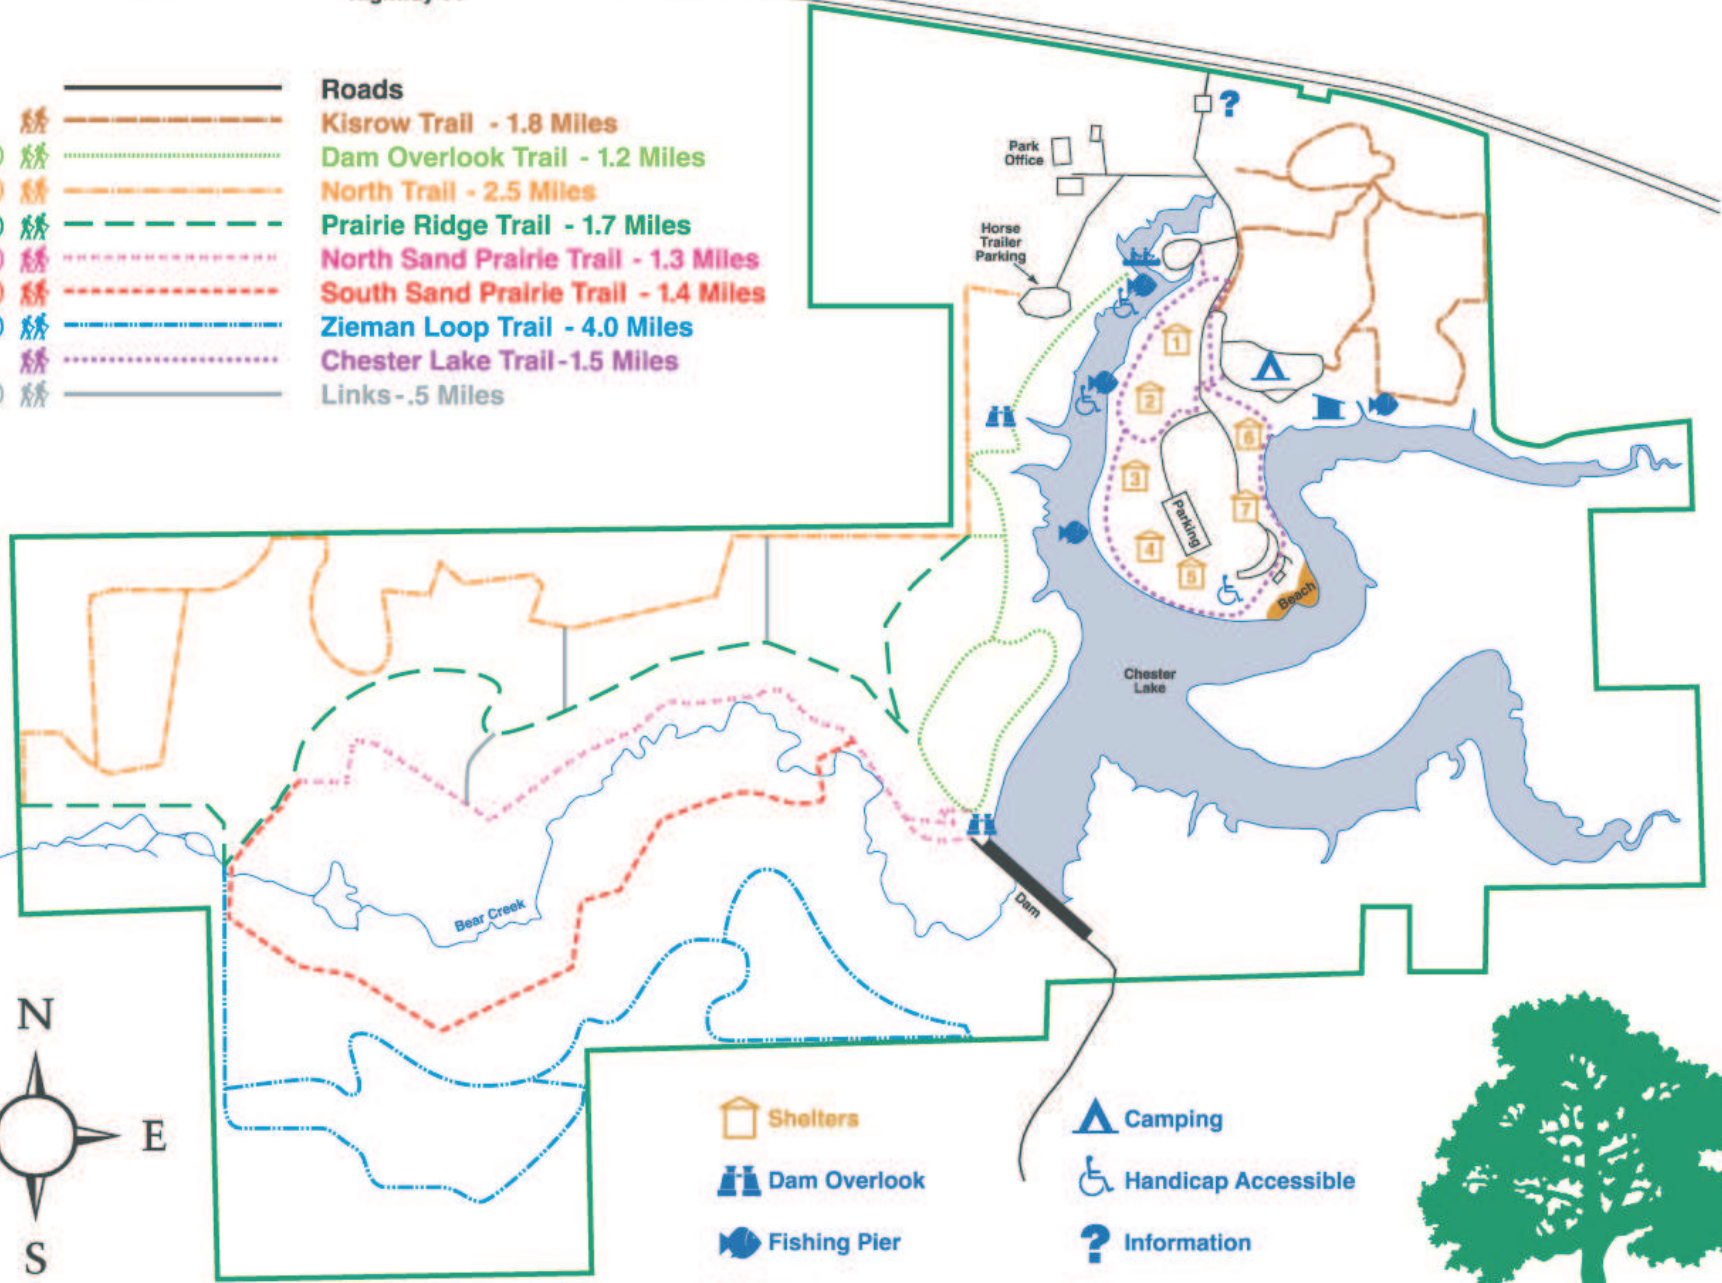 Roads
Kisrow Trail - 1.8 Miles
Dam Overlook Trail - 1.2 Miles
North Trail - 2.5 Miles
Prairie Ridge Trail - 1.7 Miles
North Sand Prairie Trail - 1.3 Miles
South Sand Prairie Trail - 1.4 Miles
Zieman Loop Trail - 4.0 Miles
Chester Lake Trail-1.5 Miles
Links-.5 Miles
?
Park
Office
Horse
Trailer
Parking
1
2
3
4
5
6
7
Parking
Beach
Chester
Lake
Bear Creek
Dam
N
E
S
Shelters
Dam Overlook
Fishing Pier
Camping
Handicap Accessible
? Information